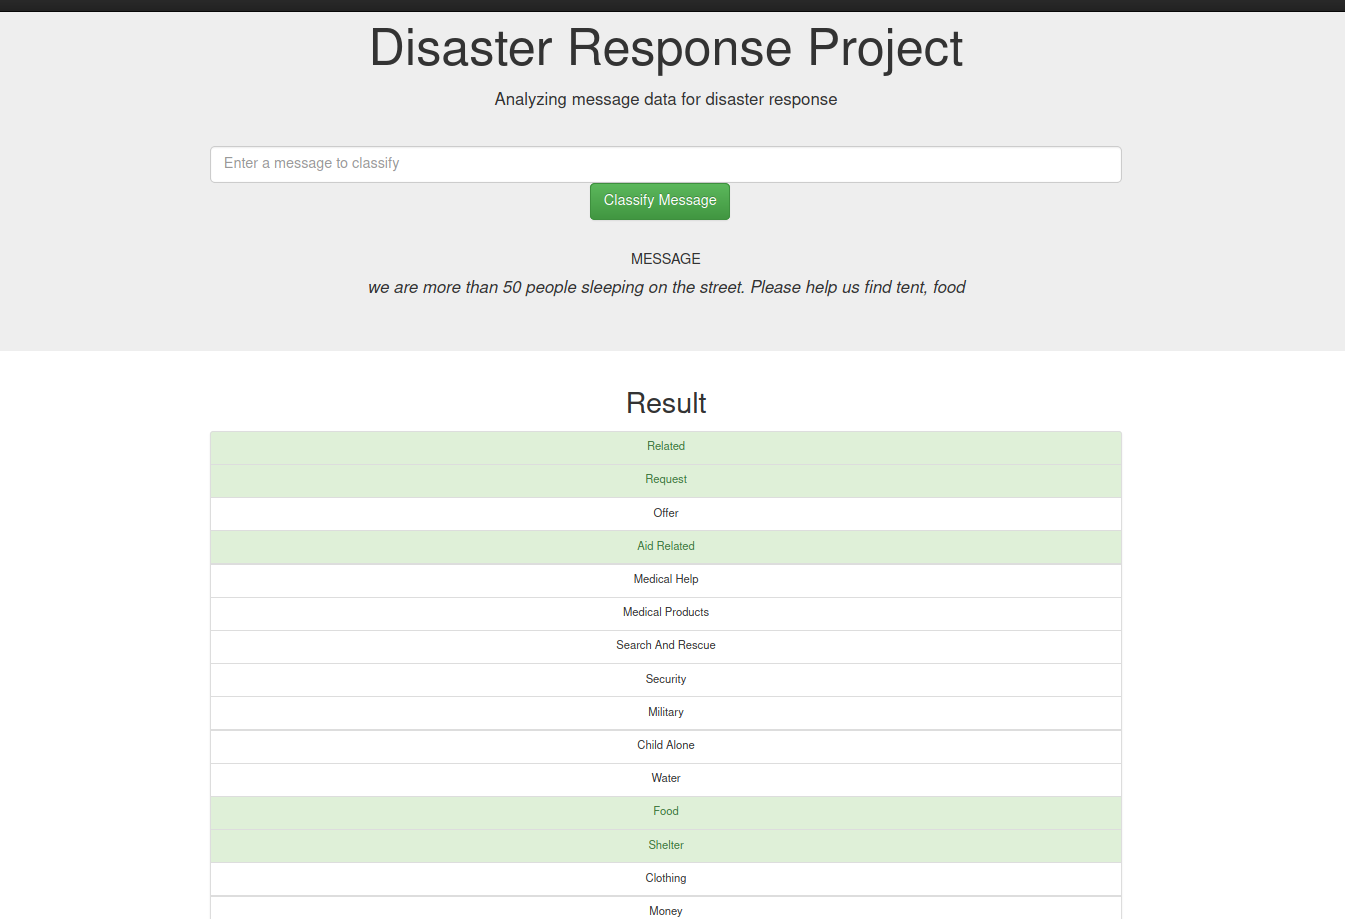 Disaster Response Project
Analyzing message data for disaster response
Enter a message to classify
Classify Message
MESSAGE
we are more than 50 people sleeping on the street. Please help us find tent, food
Result
Related
Request
Offer
Aid Related
Medical Help
Medical Products
Search And Rescue
Security
Military
Child Alone
Water
Food
Shelter
Clothing
Money